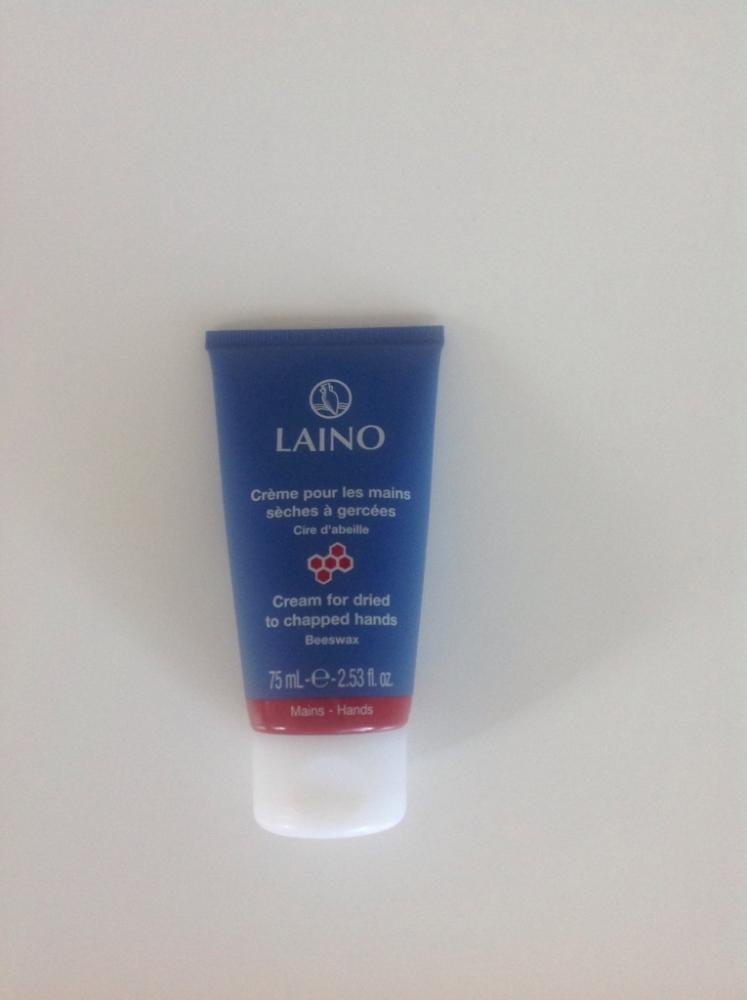 LAINO
Crème pour les mains
sèches à gercées
Cire d'abeille
Cream for dried
to chapped hands
Beeswax
75 mL-℮-2.53 fl. oz.
Mains - Hands